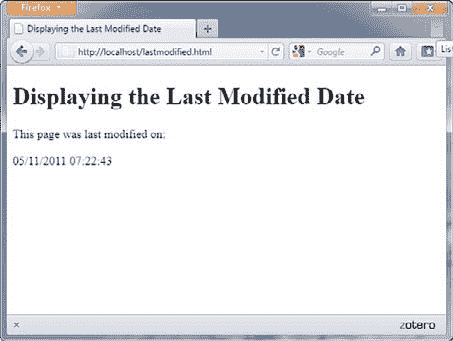 Firefox
Displaying the Last Modified Date
http://localhost/lastmodified.html
Google
List
Displaying the Last Modified Date
This page was last modified on:
05/11/2011 07:22:43
zotero